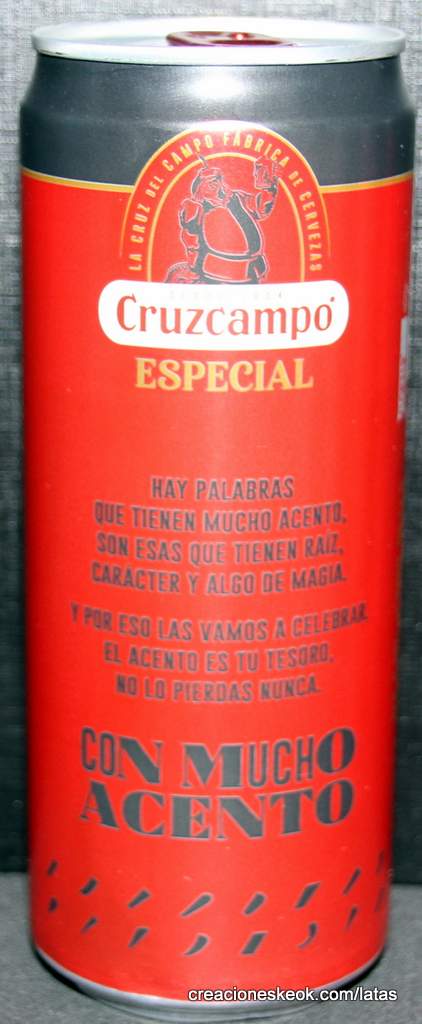 LA CRUZ DEL CAMPO FÁBRICA DE CERVEZAS
Cruzcampo
ESPECIAL
HAY PALABRAS
QUE TIENEN MUCHO ACENTO,
SON ESAS QUE TIENEN RAÍZ,
CARÁCTER Y ALGO DE MAGIA.
Y POR ESO LAS VAMOS A CELEBRAR.
EL ACENTO ES TU TESORO,
NO LO PIERDAS NUNCA.
CON MUCHO
ACENTO
creacioneskeok.com/latas